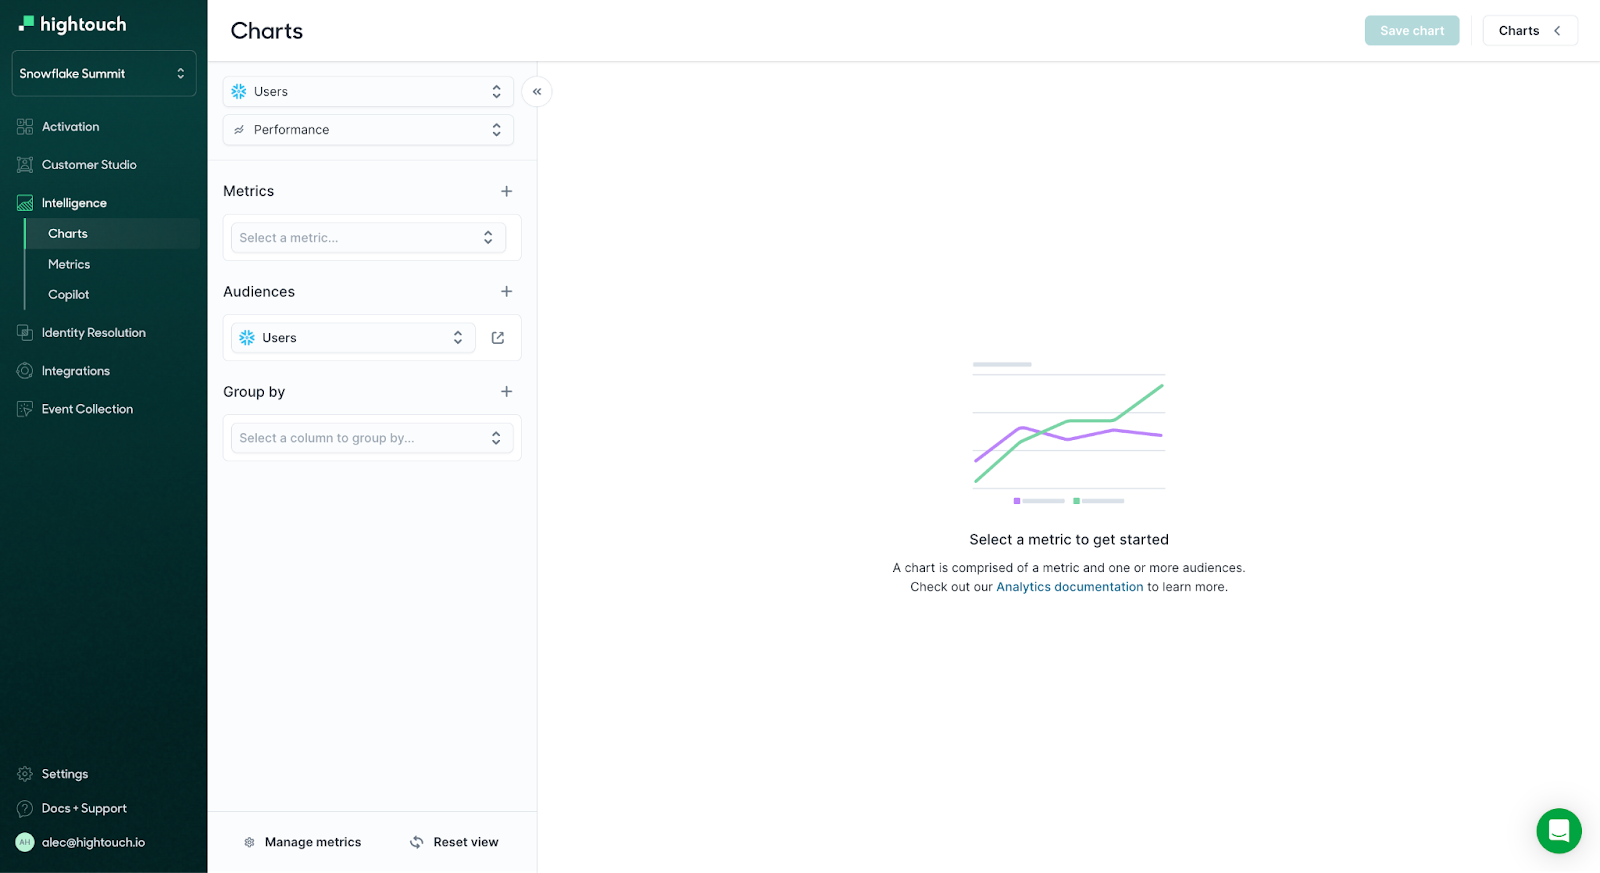 hightouch
Snowflake Summit
Activation
Customer Studio
Intelligence
Charts
Metrics
Copilot
Identity Resolution
Integrations
Event Collection
Settings
Docs + Support
AH
alec@hightouch.io
Charts
Save chart
Charts
Users
Performance
Metrics
Select a metric...
Audiences
Users
Group by
Select a column to group by...
Manage metrics
Reset view
Select a metric to get started
A chart is comprised of a metric and one or more audiences.
Check out our Analytics documentation to learn more.